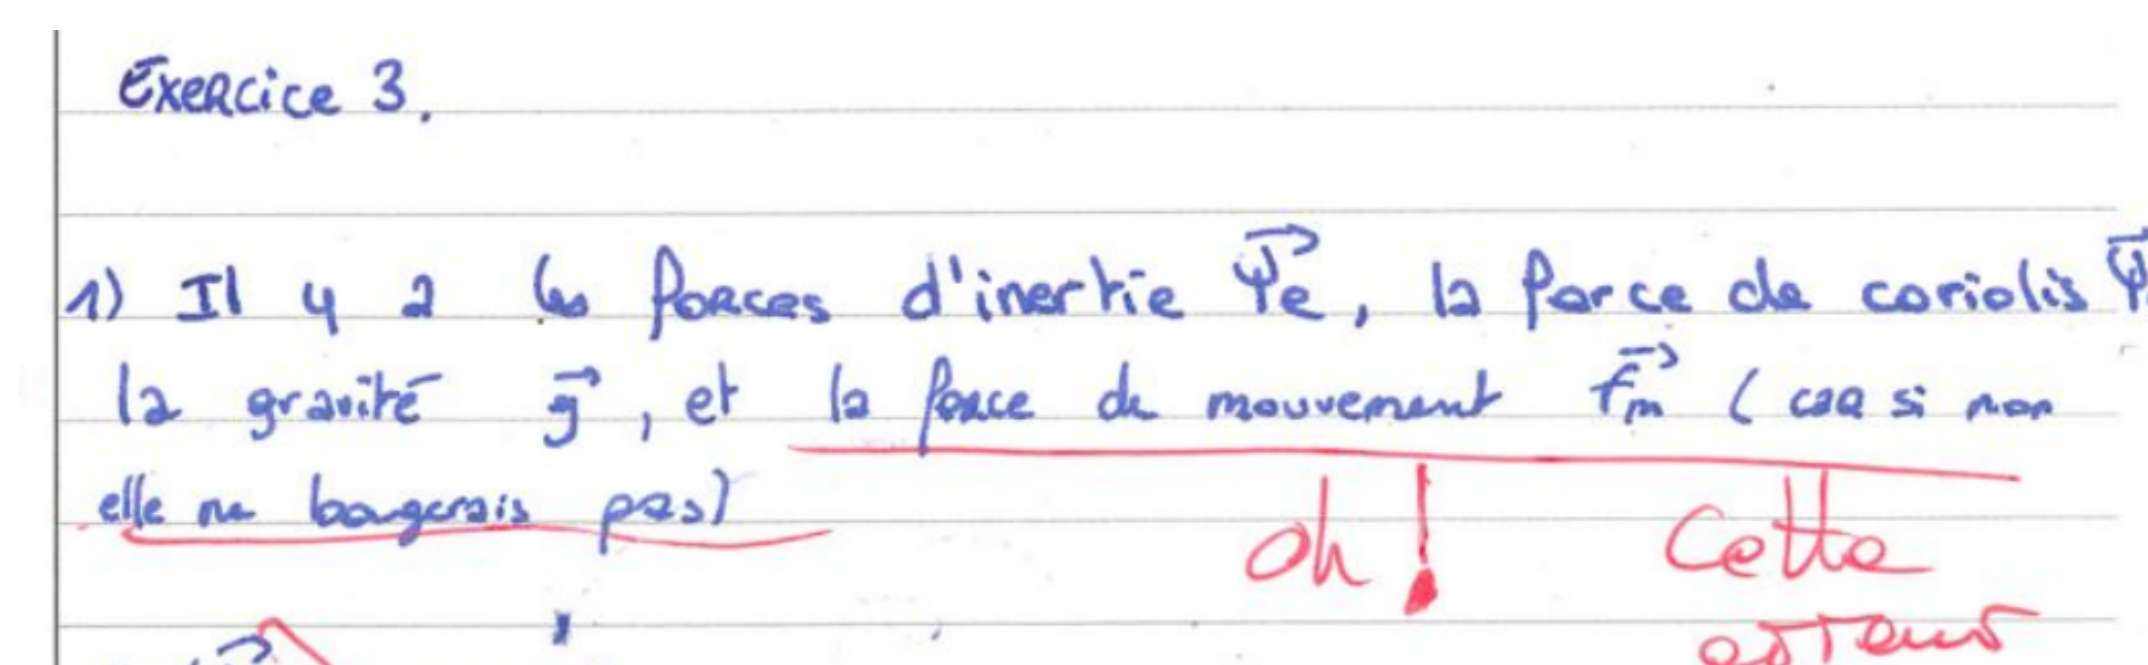 Exercice 3.
1) Il y a les forces d'inertie Ψe, la force de coriolis Ψ
la gravité g, et la force de mouvement Fm (car si non
elle ne bougerais pas)
oh! Cette
erreur